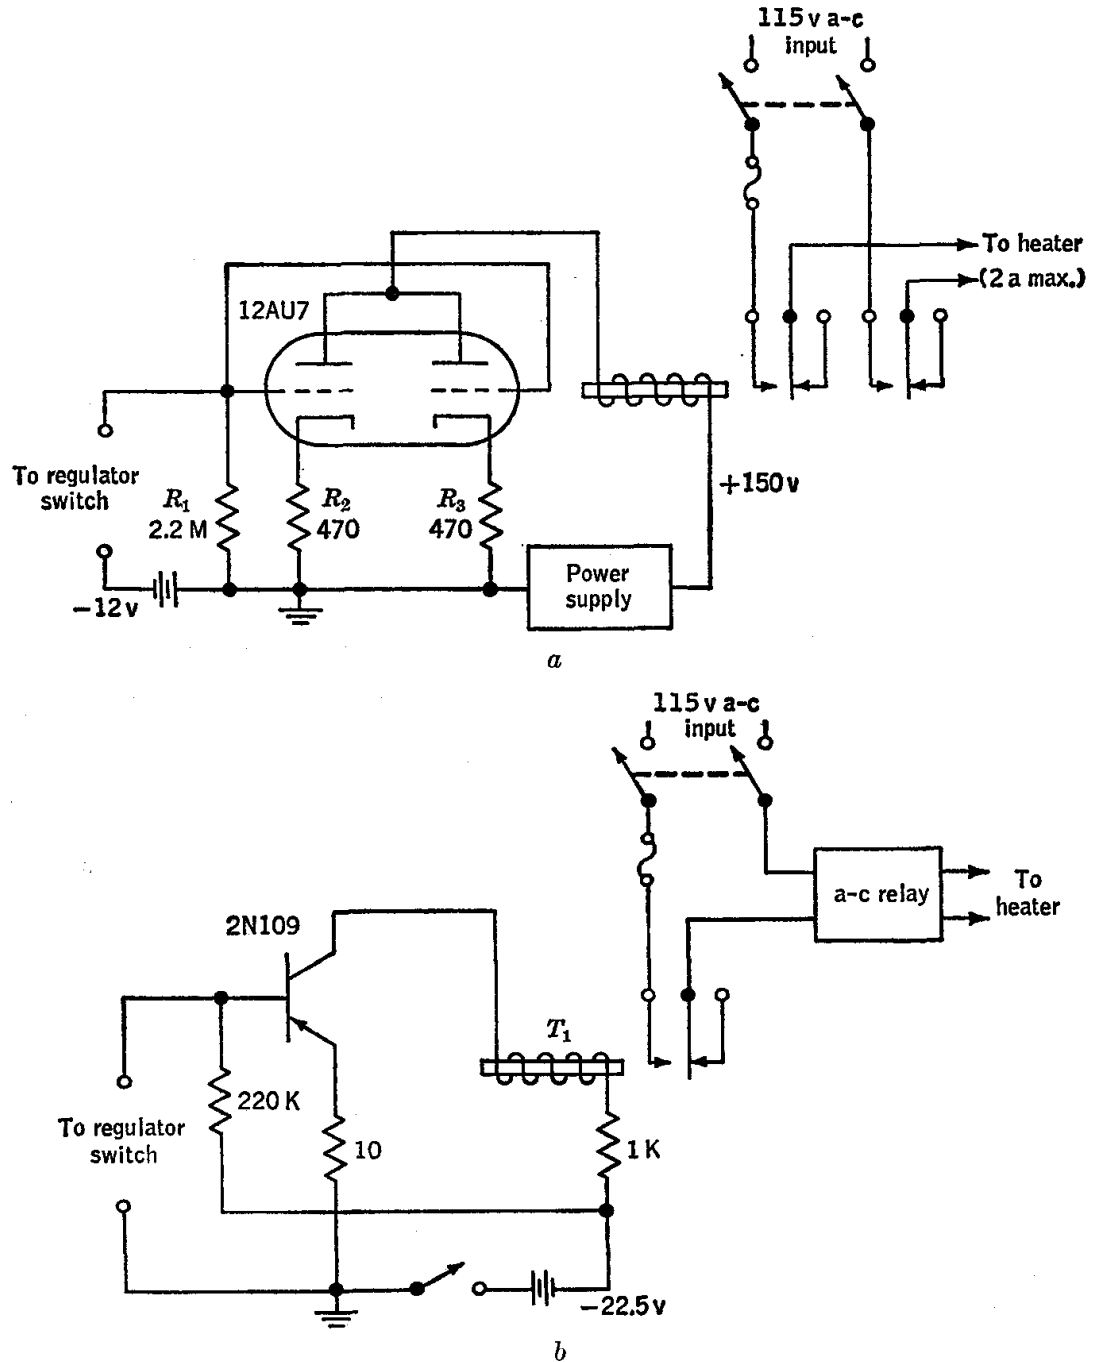 115 v a-c
input
To heater
(2 a max.)
12AU7
To regulator
switch
R₁
2.2 M
R₂
470
R₃
470
+150 v
Power
supply
−12 v
a
115 v a-c
input
a-c relay
To
heater
2N109
T₁
220 K
To regulator
switch
10
1 K
−22.5 v
b